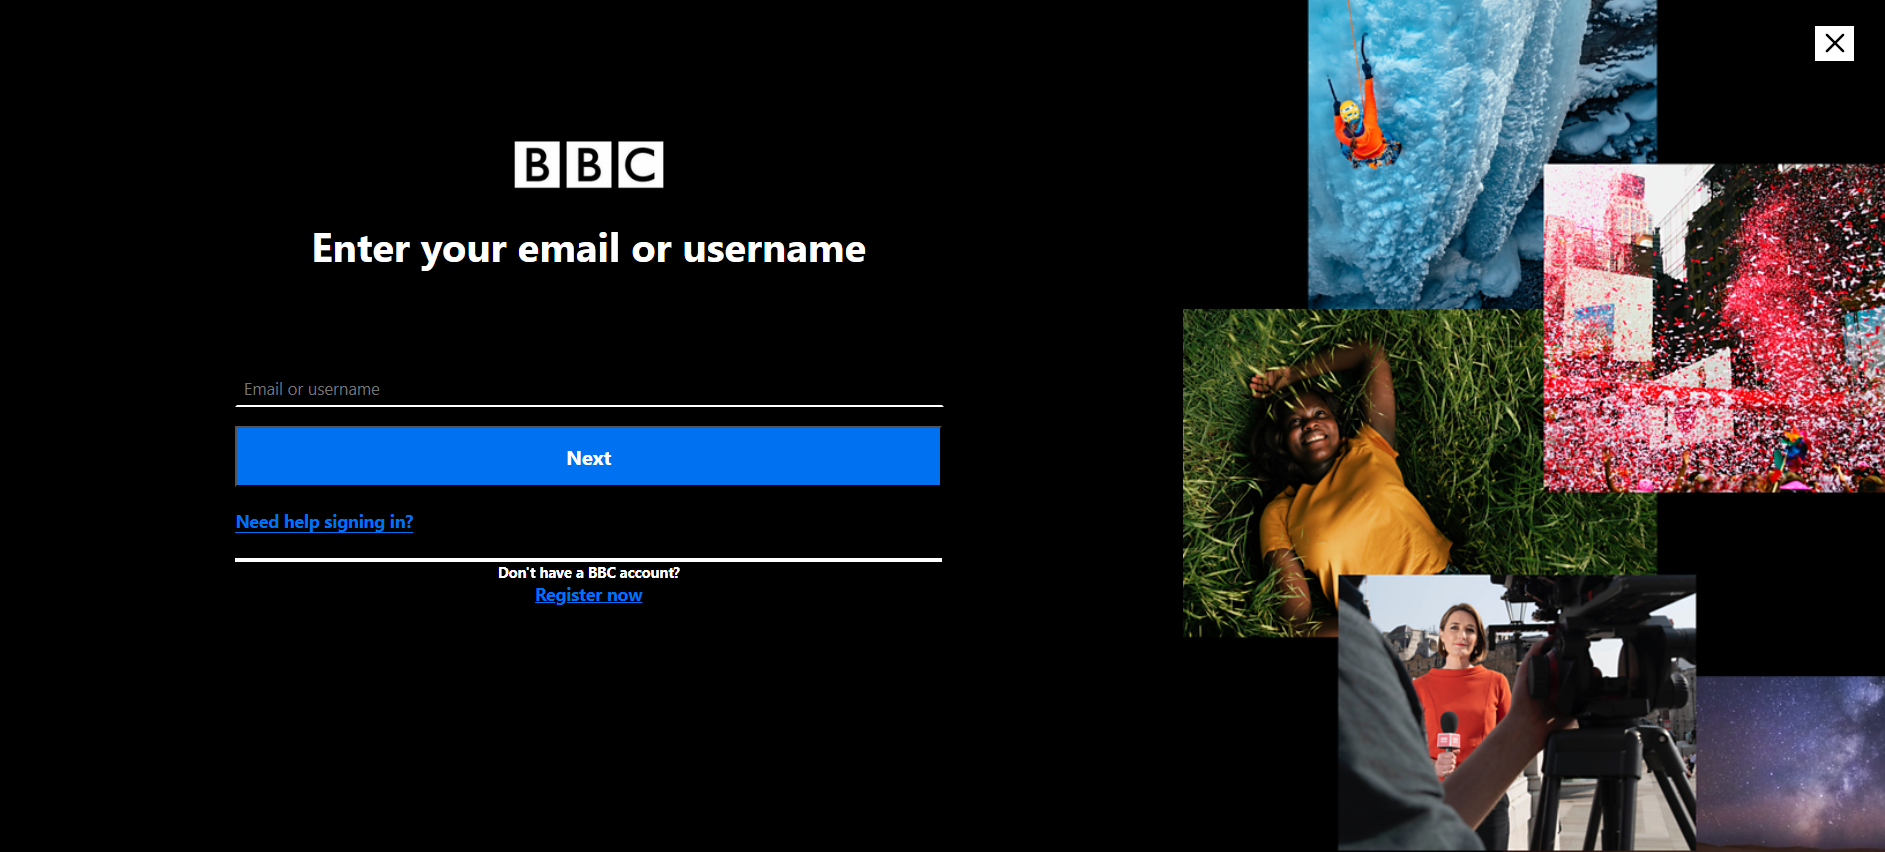 BBC
Enter your email or username
Email or username
Next
Need help signing in?
Don't have a BBC account?
Register now